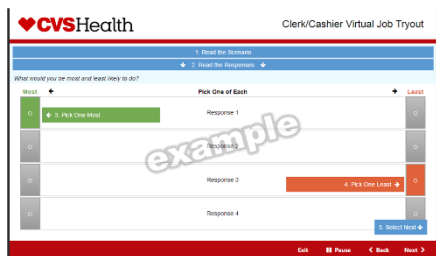 CVSHealth
Clerk/Cashier Virtual Job Tryout
1. Read the Scenario
2. Read the Responses
What would you be most and least likely to do?
Most Pick One of Each Least
3. Pick One Most
Response 1
Response 2
example
Response 3
4. Pick One Least
Response 4
5. Select Next
Exit Pause Back Next